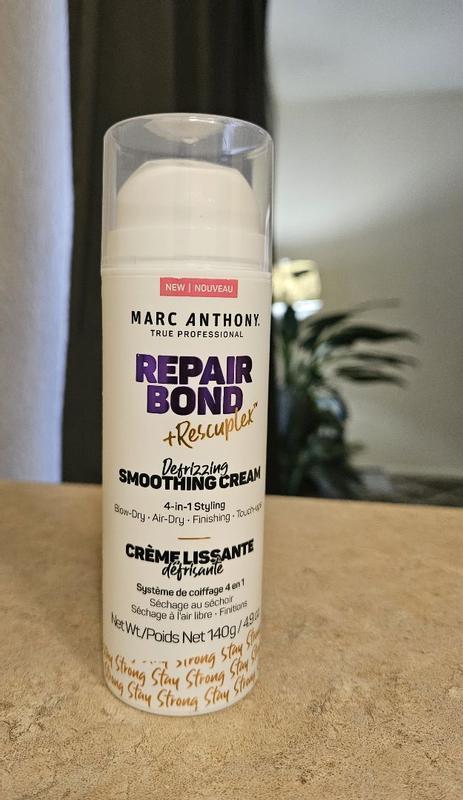 NEW | NOUVEAU
MARC ANTHONY.
TRUE PROFESSIONAL
REPAIR
BOND
+Rescuplex™
Defrizzing
SMOOTHING CREAM
4-in-1 Styling
Blow-Dry · Air-Dry · Finishing · Touch-ups
CRÈME LISSANTE
défrisante
Système de coiffage 4 en 1
Séchage au séchoir
Séchage à l'air libre · Finitions
Net Wt./Poids Net 140g / 4.9 oz
Strong Stay Strong
Strong Stay Strong Stay
Strong Stay Strong